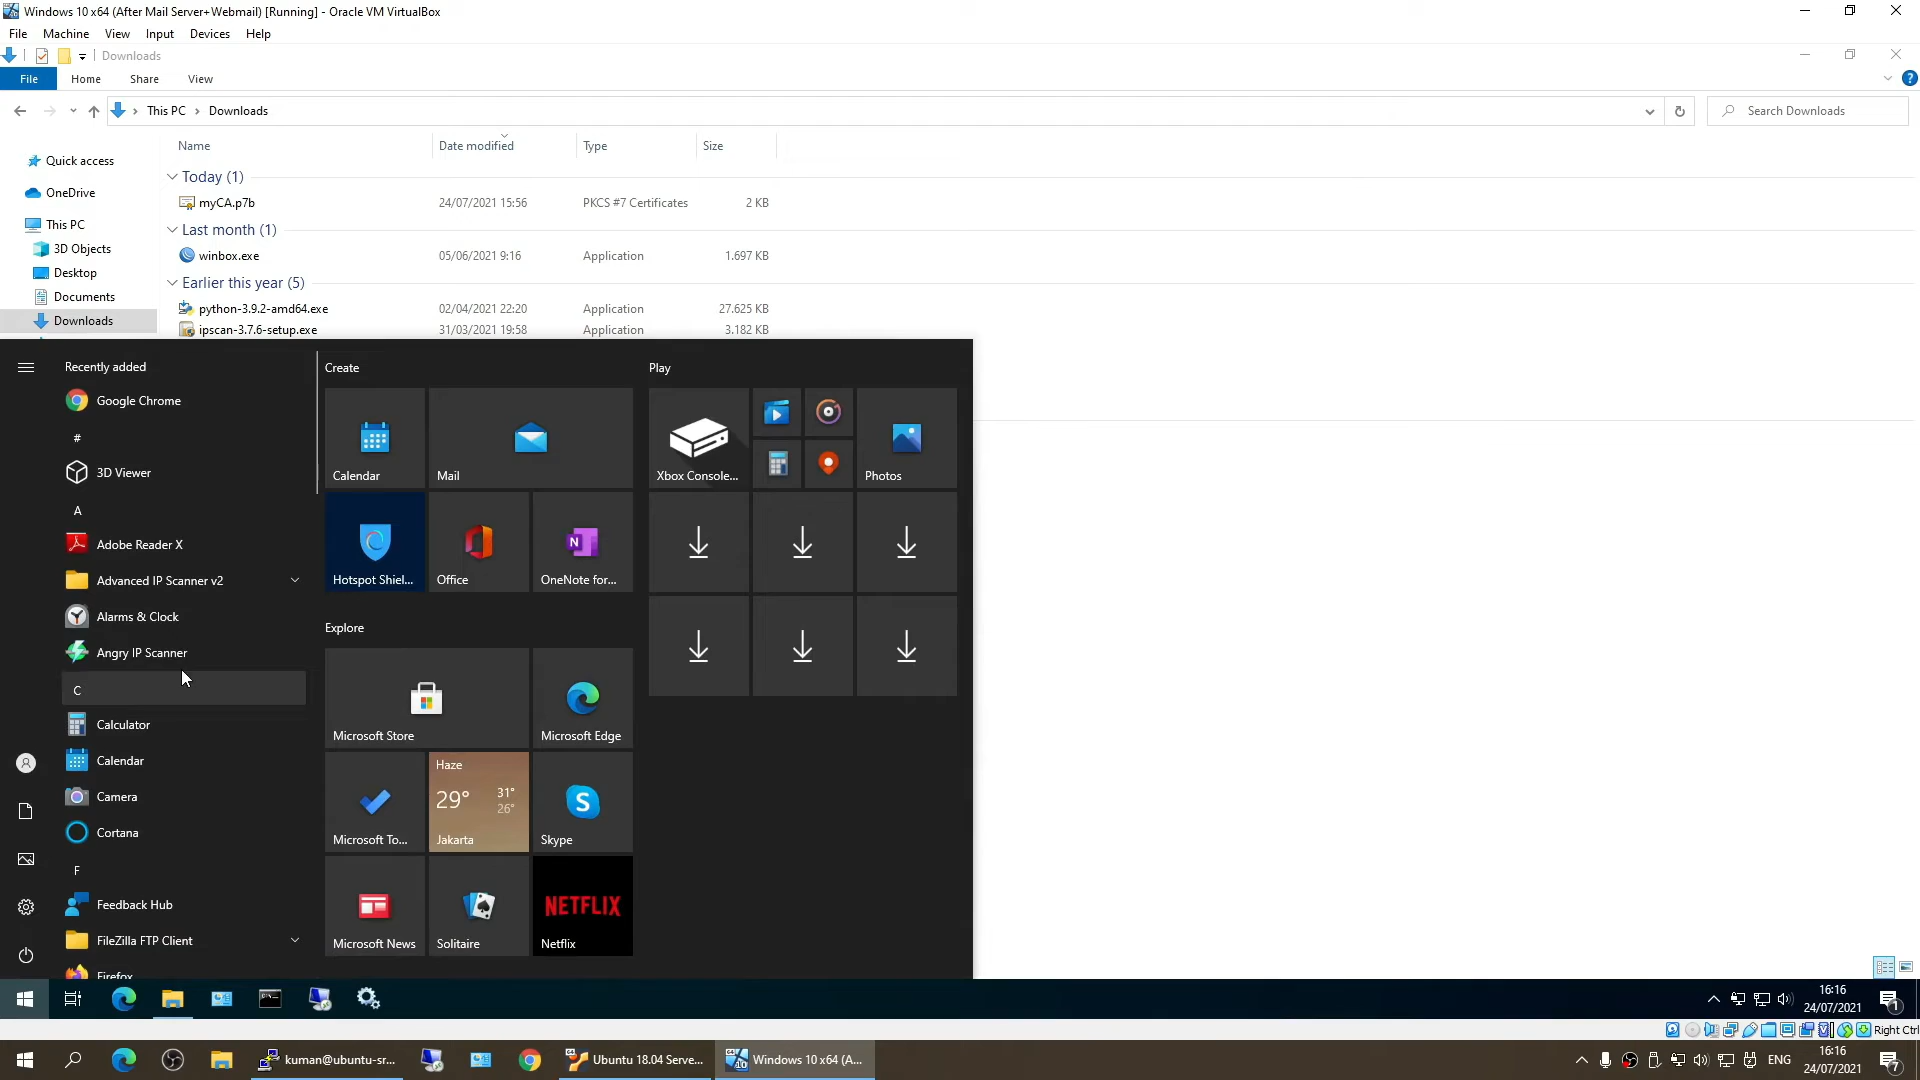 Windows 10 x64 (After Mail Server+Webmail) [Running] - Oracle VM VirtualBox
File Machine View Input Devices Help
Downloads
File Home Share View
This PC › Downloads
Search Downloads
Name Date modified Type Size
Quick access
OneDrive
This PC
3D Objects
Desktop
Documents
Downloads
Today (1)
myCA.p7b 24/07/2021 15:56 PKCS #7 Certificates 2 KB
Last month (1)
winbox.exe 05/06/2021 9:16 Application 1.697 KB
Earlier this year (5)
python-3.9.2-amd64.exe 02/04/2021 22:20 Application 27.625 KB
ipscan-3.7.6-setup.exe 31/03/2021 19:58 Application 3.182 KB
Recently added
Google Chrome
#
3D Viewer
A
Adobe Reader X
Advanced IP Scanner v2
Alarms & Clock
Angry IP Scanner
C
Calculator
Calendar
Camera
Cortana
F
Feedback Hub
FileZilla FTP Client
Firefox
Create
Calendar
Mail
Hotspot Shiel...
Office
OneNote for...
Explore
Microsoft Store
Microsoft Edge
Microsoft To...
Haze
29° 31°
26°
Jakarta
Skype
Microsoft News
Solitaire
NETFLIX
Netflix
Play
Xbox Console...
Photos
16:16
24/07/2021
1
Right Ctrl
kuman@ubuntu-sr...
Ubuntu 18.04 Serve...
Windows 10 x64 (A...
ENG
16:16
24/07/2021
7